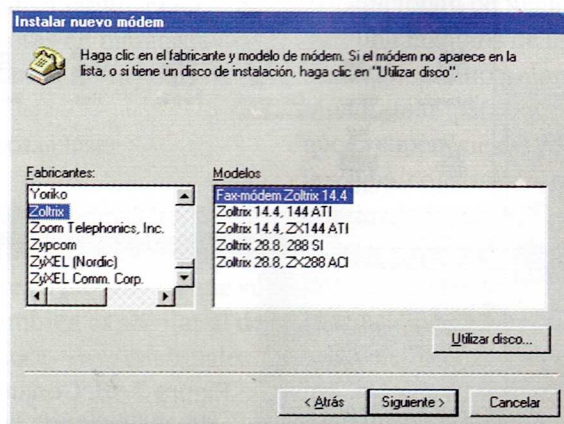 Instalar nuevo módem
Haga clic en el fabricante y modelo de módem. Si el módem no aparece en la
lista, o si tiene un disco de instalación, haga clic en "Utilizar disco".
Fabricantes:
Yoriko
Zoltrix
Zoom Telephonics, Inc.
Zypcom
ZyXEL (Nordic)
ZyXEL Comm. Corp.
Modelos
Fax-módem Zoltrix 14.4
Zoltrix 14.4, 144 ATI
Zoltrix 14.4, ZX144 ATI
Zoltrix 28.8, 288 SI
Zoltrix 28.8, ZX288 ACI
Utilizar disco...
< Atrás
Siguiente >
Cancelar